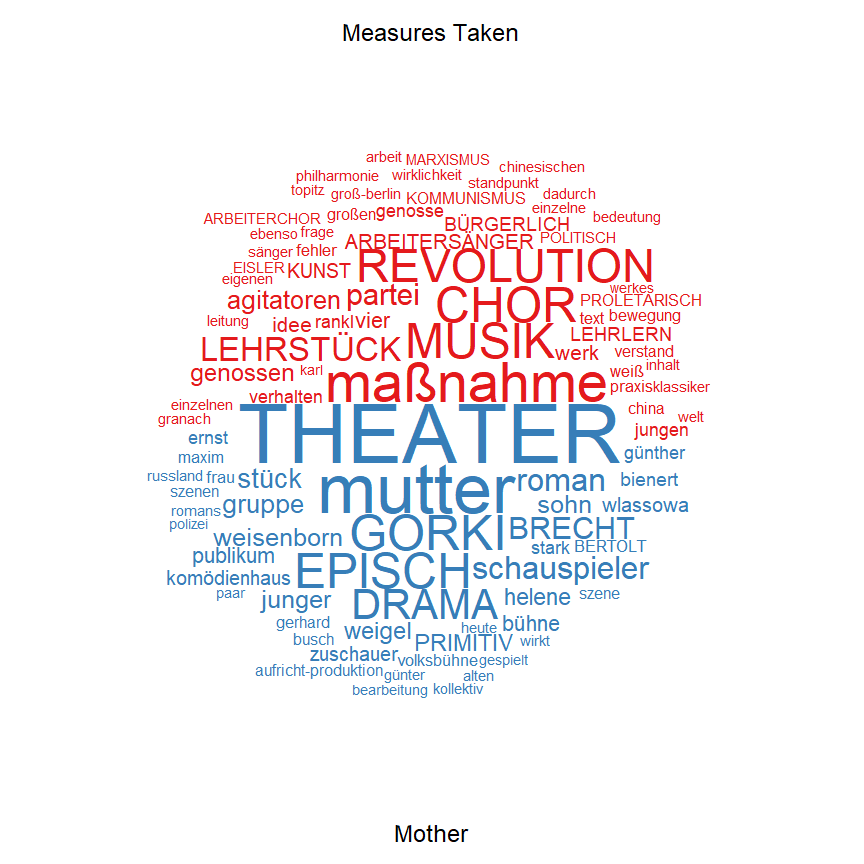 Measures Taken
arbeit MARXISMUS
chinesischen
philharmonie wirklichkeit standpunkt
topitz groß-berlin KOMMUNISMUS dadurch
ARBEITERCHOR großen genosse BÜRGERLICH einzelne bedeutung
ebenso frage ARBEITERSÄNGER POLITISCH
sänger fehler
EISLER KUNST REVOLUTION
eigenen werkes
agitatoren partei CHOR PROLETARISCH
leitung idee rankl vier text bewegung
LEHRSTÜCK MUSIK werk LEHRLERN
verstand
genossen karl maßnahme weiß inhalt
verhalten praxisklassiker
einzelnen china
granach THEATER welt
ernst jungen
maxim günther
russland frau stück mutter roman bienert
szenen
romans gruppe sohn wlassowa
polizei
weisenborn GORKI BRECHT
publikum stark BERTOLT
komödienhaus EPISCH schauspieler
paar junger DRAMA helene szene
gerhard weigel heute bühne
busch PRIMITIV wirkt
zuschauer volksbühne gespielt
aufricht-produktion günter alten
bearbeitung kollektiv
Mother